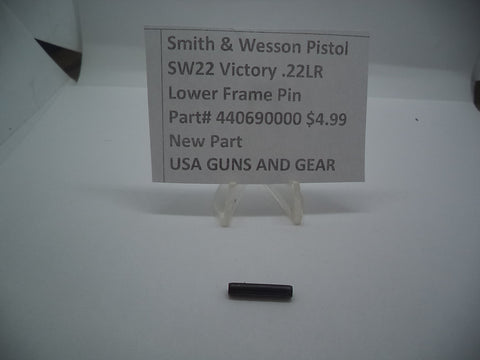 Smith & Wesson Pistol
SW22 Victory .22LR
Lower Frame Pin
Part# 440690000 $4.99
New Part
USA GUNS AND GEAR